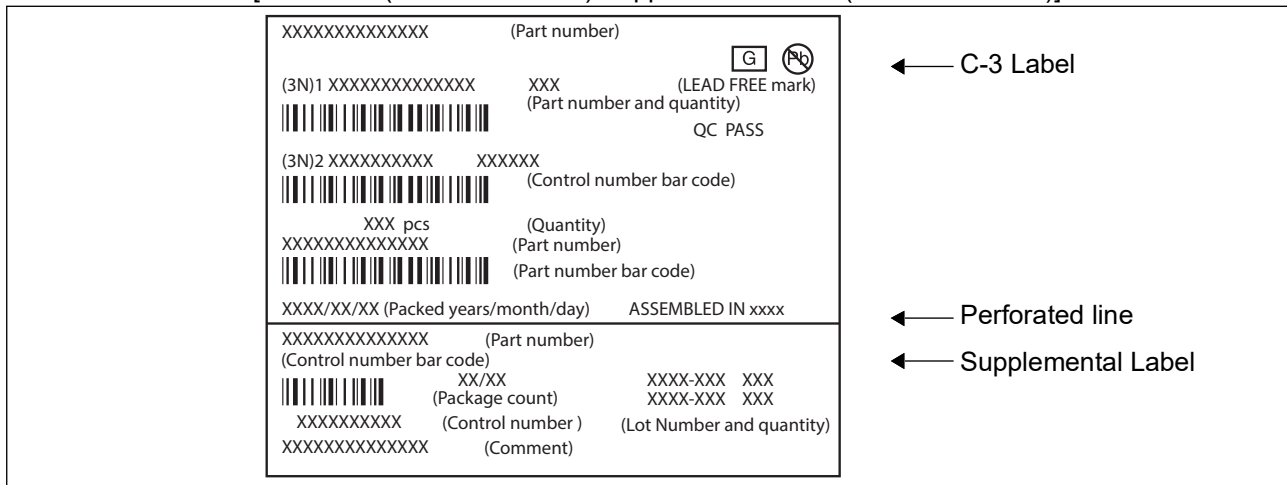 XXXXXXXXXXXXXX (Part number)
G Pb
C-3 Label
(3N)1 XXXXXXXXXXXXXX XXX (LEAD FREE mark)
(Part number and quantity)
QC PASS
(3N)2 XXXXXXXXXX XXXXXX
(Control number bar code)
XXX pcs (Quantity)
XXXXXXXXXXXXXX (Part number)
(Part number bar code)
XXXX/XX/XX (Packed years/month/day) ASSEMBLED IN xxxx
Perforated line
XXXXXXXXXXXXXX (Part number)
(Control number bar code)
Supplemental Label
XX/XX XXXX-XXX XXX
(Package count) XXXX-XXX XXX
XXXXXXXXXX (Control number ) (Lot Number and quantity)
XXXXXXXXXXXXXX (Comment)